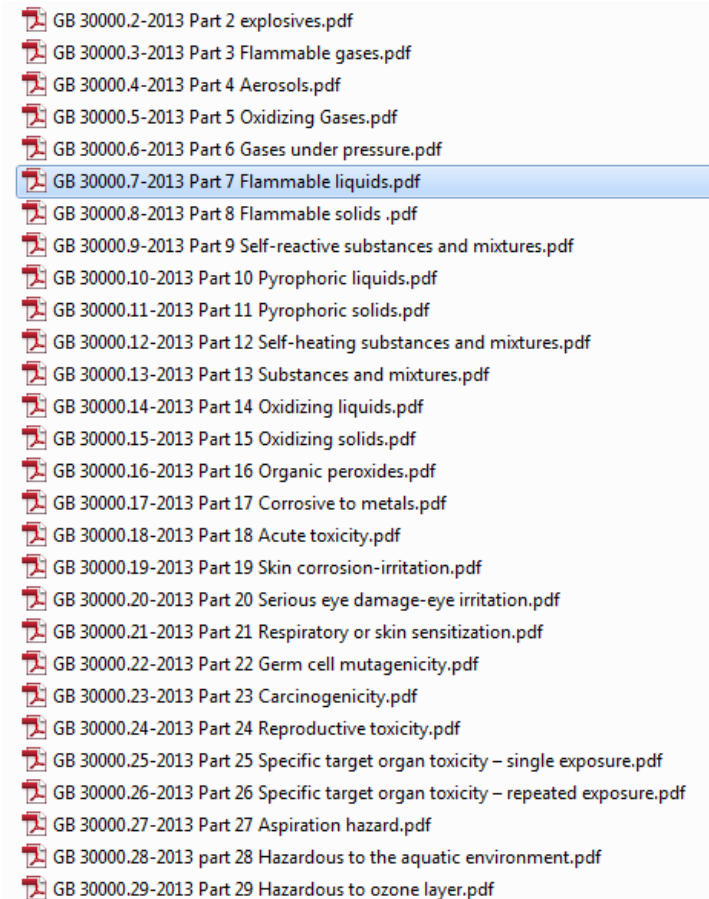 GB 30000.2-2013 Part 2 explosives.pdf
GB 30000.3-2013 Part 3 Flammable gases.pdf
GB 30000.4-2013 Part 4 Aerosols.pdf
GB 30000.5-2013 Part 5 Oxidizing Gases.pdf
GB 30000.6-2013 Part 6 Gases under pressure.pdf
GB 30000.7-2013 Part 7 Flammable liquids.pdf
GB 30000.8-2013 Part 8 Flammable solids .pdf
GB 30000.9-2013 Part 9 Self-reactive substances and mixtures.pdf
GB 30000.10-2013 Part 10 Pyrophoric liquids.pdf
GB 30000.11-2013 Part 11 Pyrophoric solids.pdf
GB 30000.12-2013 Part 12 Self-heating substances and mixtures.pdf
GB 30000.13-2013 Part 13 Substances and mixtures.pdf
GB 30000.14-2013 Part 14 Oxidizing liquids.pdf
GB 30000.15-2013 Part 15 Oxidizing solids.pdf
GB 30000.16-2013 Part 16 Organic peroxides.pdf
GB 30000.17-2013 Part 17 Corrosive to metals.pdf
GB 30000.18-2013 Part 18 Acute toxicity.pdf
GB 30000.19-2013 Part 19 Skin corrosion-irritation.pdf
GB 30000.20-2013 Part 20 Serious eye damage-eye irritation.pdf
GB 30000.21-2013 Part 21 Respiratory or skin sensitization.pdf
GB 30000.22-2013 Part 22 Germ cell mutagenicity.pdf
GB 30000.23-2013 Part 23 Carcinogenicity.pdf
GB 30000.24-2013 Part 24 Reproductive toxicity.pdf
GB 30000.25-2013 Part 25 Specific target organ toxicity – single exposure.pdf
GB 30000.26-2013 Part 26 Specific target organ toxicity – repeated exposure.pdf
GB 30000.27-2013 Part 27 Aspiration hazard.pdf
GB 30000.28-2013 part 28 Hazardous to the aquatic environment.pdf
GB 30000.29-2013 Part 29 Hazardous to ozone layer.pdf